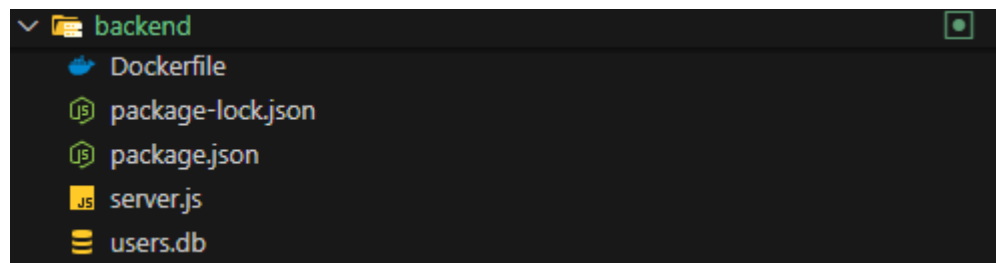 backend
Dockerfile
package-lock.json
package.json
server.js
users.db